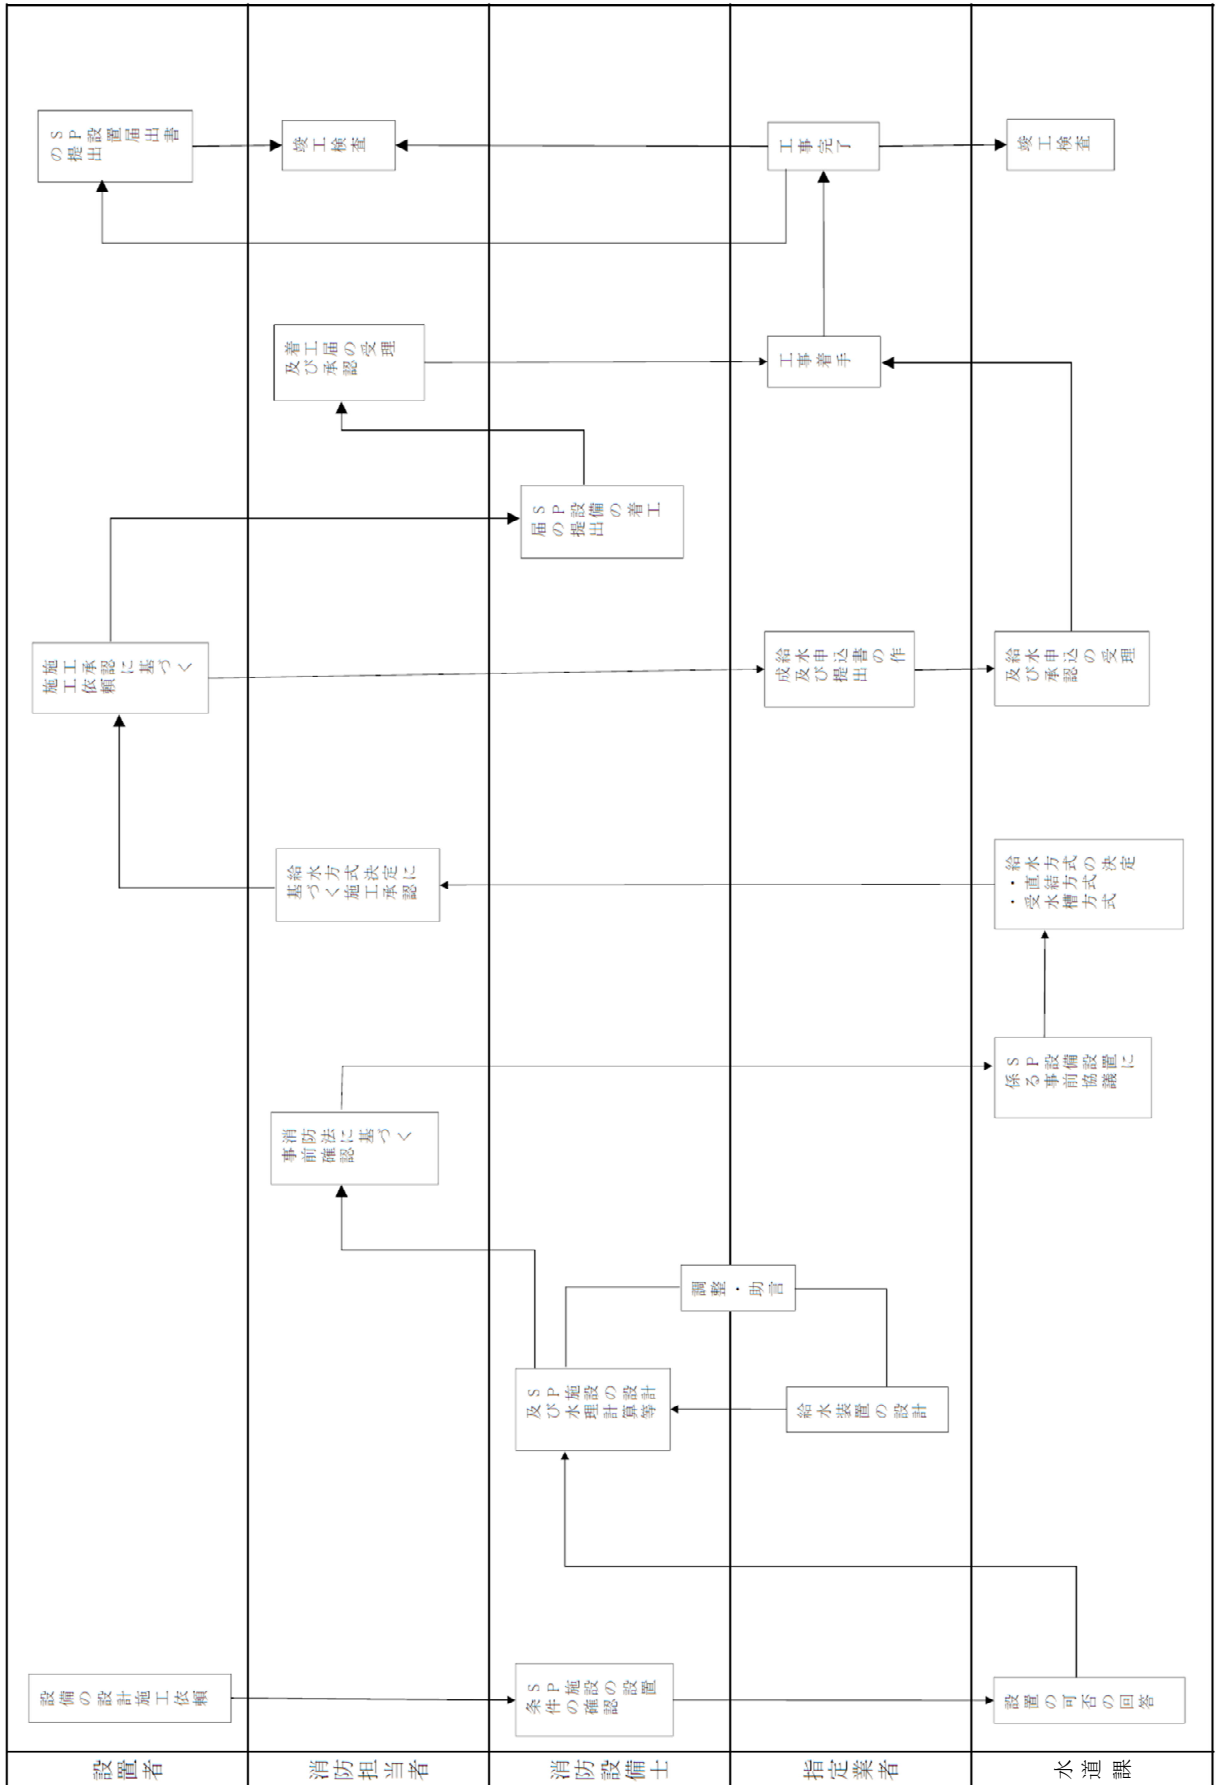 設置者
消防担当者
消防設備士
指定業者
水道課
設備の設計施工依頼
SP施設の設置
条件の確認
設置の可否の回答
SP施設の設計
及び水理計算等
給水装置の設計
調整・助言
消防法に基づく
事前確認
SP設備設置に
係る事前協議
給水方式の決定
・直結方式
・受水槽方式
給水方式決定に
基づく施工承認
施工承認に基づく
施工依頼
給水申込書の作
成及び提出
給水申込の受理
及び承認
SP設備の着工
届の提出
着工届の受理
及び承認
工事着手
工事完了
SP設置届出書
の提出
竣工検査
竣工検査